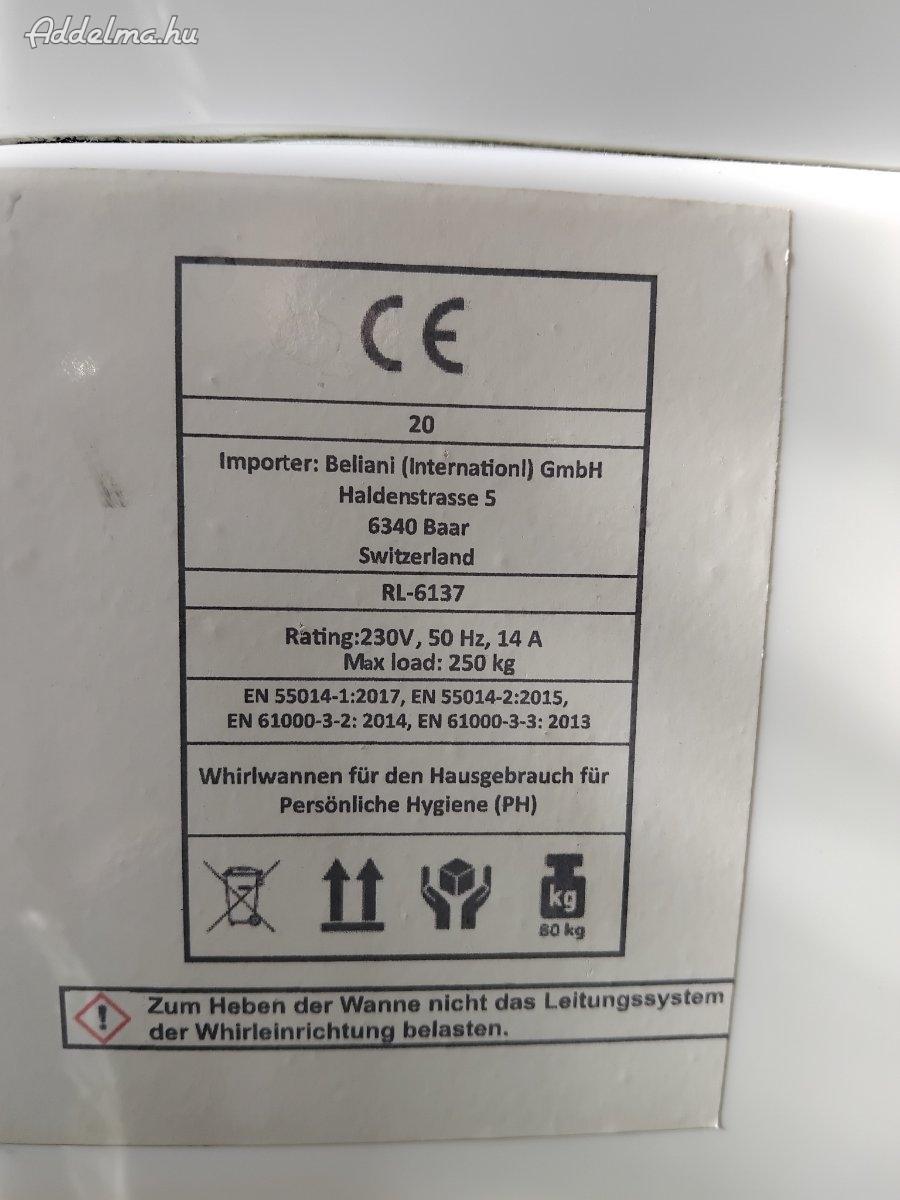 Addelma.hu
CE
20
Importer: Beliani (Internationl) GmbH
Haldenstrasse 5
6340 Baar
Switzerland
RL-6137
Rating:230V, 50 Hz, 14 A
Max load: 250 kg
EN 55014-1:2017, EN 55014-2:2015,
EN 61000-3-2: 2014, EN 61000-3-3: 2013
Whirlwannen für den Hausgebrauch für
Persönliche Hygiene (PH)
kg
80 kg
Zum Heben der Wanne nicht das Leitungssystem
der Whirleinrichtung belasten.